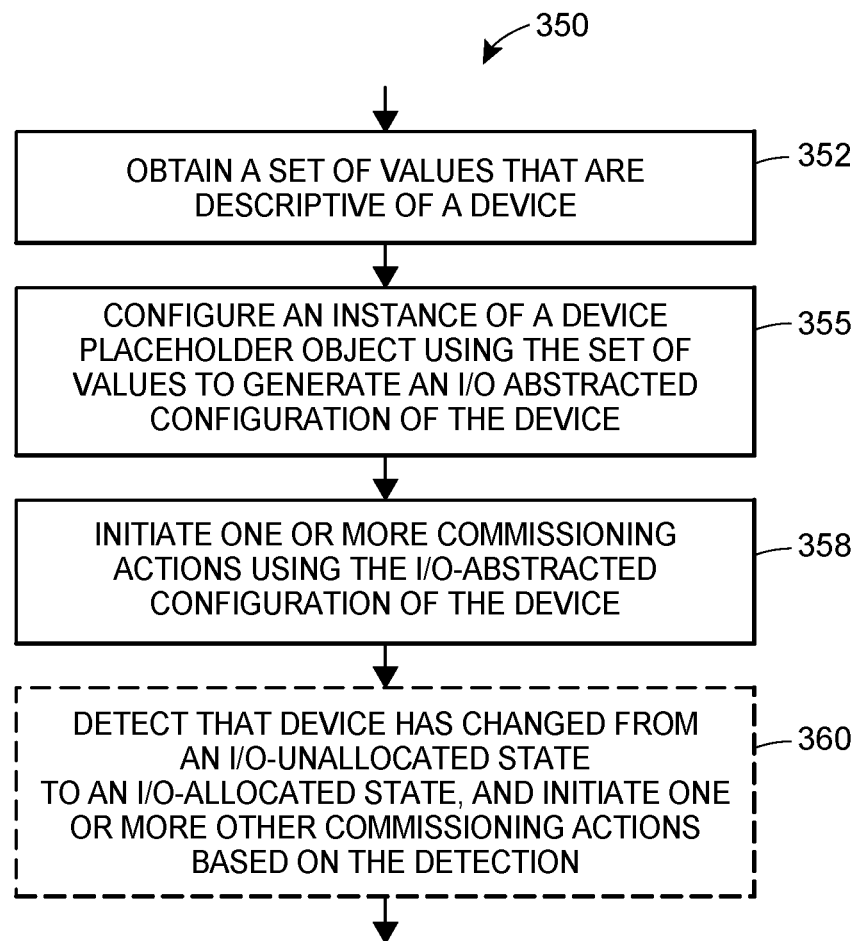 350
OBTAIN A SET OF VALUES THAT ARE
DESCRIPTIVE OF A DEVICE
352
CONFIGURE AN INSTANCE OF A DEVICE
PLACEHOLDER OBJECT USING THE SET OF
VALUES TO GENERATE AN I/O ABSTRACTED
CONFIGURATION OF THE DEVICE
355
INITIATE ONE OR MORE COMMISSIONING
ACTIONS USING THE I/O-ABSTRACTED
CONFIGURATION OF THE DEVICE
358
DETECT THAT DEVICE HAS CHANGED FROM
AN I/O-UNALLOCATED STATE
TO AN I/O-ALLOCATED STATE, AND INITIATE ONE
OR MORE OTHER COMMISSIONING ACTIONS
BASED ON THE DETECTION
360